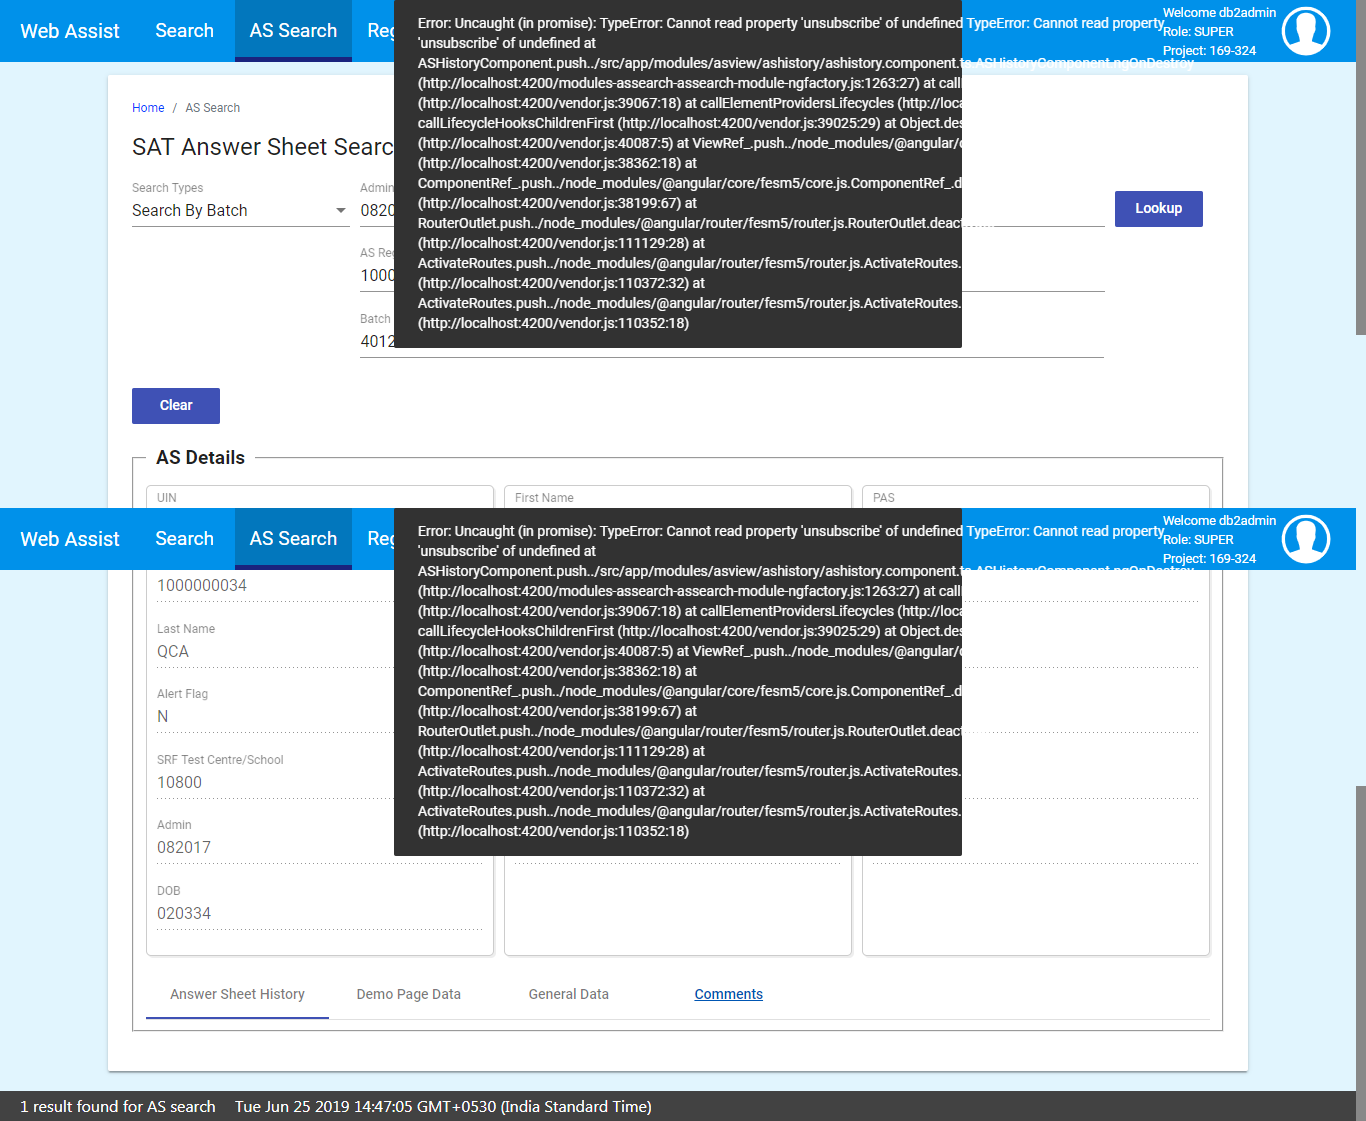 Web Assist
Search
AS Search
Welcome db2admin
Role: SUPER
Project: 169-324
Error: Uncaught (in promise): TypeError: Cannot read property 'unsubscribe' of undefined TypeError: Cannot read property
'unsubscribe' of undefined at
ASHistoryComponent.push../src/app/modules/asview/ashistory/ashistory.component.ts.ASHistoryComponent.ngOnDestroy
(http://localhost:4200/modules-assearch-assearch-module-ngfactory.js:1263:27) at
(http://localhost:4200/vendor.js:39067:18) at callElementProvidersLifecycles
callLifecycleHooksChildrenFirst (http://localhost:4200/vendor.js:39025:29) at
(http://localhost:4200/vendor.js:40087:5) at ViewRef_.push../node_modules/@angular/
(http://localhost:4200/vendor.js:38362:18) at
ComponentRef_.push../node_modules/@angular/core/fesm5/core.js.ComponentRef_.d
(http://localhost:4200/vendor.js:38199:67) at
RouterOutlet.push../node_modules/@angular/router/fesm5/router.js.RouterOutlet.deact
(http://localhost:4200/vendor.js:111129:28) at
ActivateRoutes.push../node_modules/@angular/router/fesm5/router.js.ActivateRoutes.
(http://localhost:4200/vendor.js:110372:32) at
ActivateRoutes.push../node_modules/@angular/router/fesm5/router.js.ActivateRoutes.
(http://localhost:4200/vendor.js:110352:18)
Home / AS Search
SAT Answer Sheet Searc
Search Types
Search By Batch
Admin
0820
AS Reg
1000
Batch
4012
Lookup
Clear
AS Details
UIN
First Name
PAS
Web Assist
Search
AS Search
Welcome db2admin
Role: SUPER
Project: 169-324
Error: Uncaught (in promise): TypeError: Cannot read property 'unsubscribe' of undefined TypeError: Cannot read property
'unsubscribe' of undefined at
ASHistoryComponent.push../src/app/modules/asview/ashistory/ashistory.component.ts.ASHistoryComponent.ngOnDestroy
(http://localhost:4200/modules-assearch-assearch-module-ngfactory.js:1263:27) at
(http://localhost:4200/vendor.js:39067:18) at callElementProvidersLifecycles
callLifecycleHooksChildrenFirst (http://localhost:4200/vendor.js:39025:29) at
(http://localhost:4200/vendor.js:40087:5) at ViewRef_.push../node_modules/@angular/
(http://localhost:4200/vendor.js:38362:18) at
ComponentRef_.push../node_modules/@angular/core/fesm5/core.js.ComponentRef_.d
(http://localhost:4200/vendor.js:38199:67) at
RouterOutlet.push../node_modules/@angular/router/fesm5/router.js.RouterOutlet.deact
(http://localhost:4200/vendor.js:111129:28) at
ActivateRoutes.push../node_modules/@angular/router/fesm5/router.js.ActivateRoutes.
(http://localhost:4200/vendor.js:110372:32) at
ActivateRoutes.push../node_modules/@angular/router/fesm5/router.js.ActivateRoutes.
(http://localhost:4200/vendor.js:110352:18)
1000000034
Last Name
QCA
Alert Flag
N
SRF Test Centre/School
10800
Admin
082017
DOB
020334
Answer Sheet History
Demo Page Data
General Data
Comments
1 result found for AS search
Tue Jun 25 2019 14:47:05 GMT+0530 (India Standard Time)